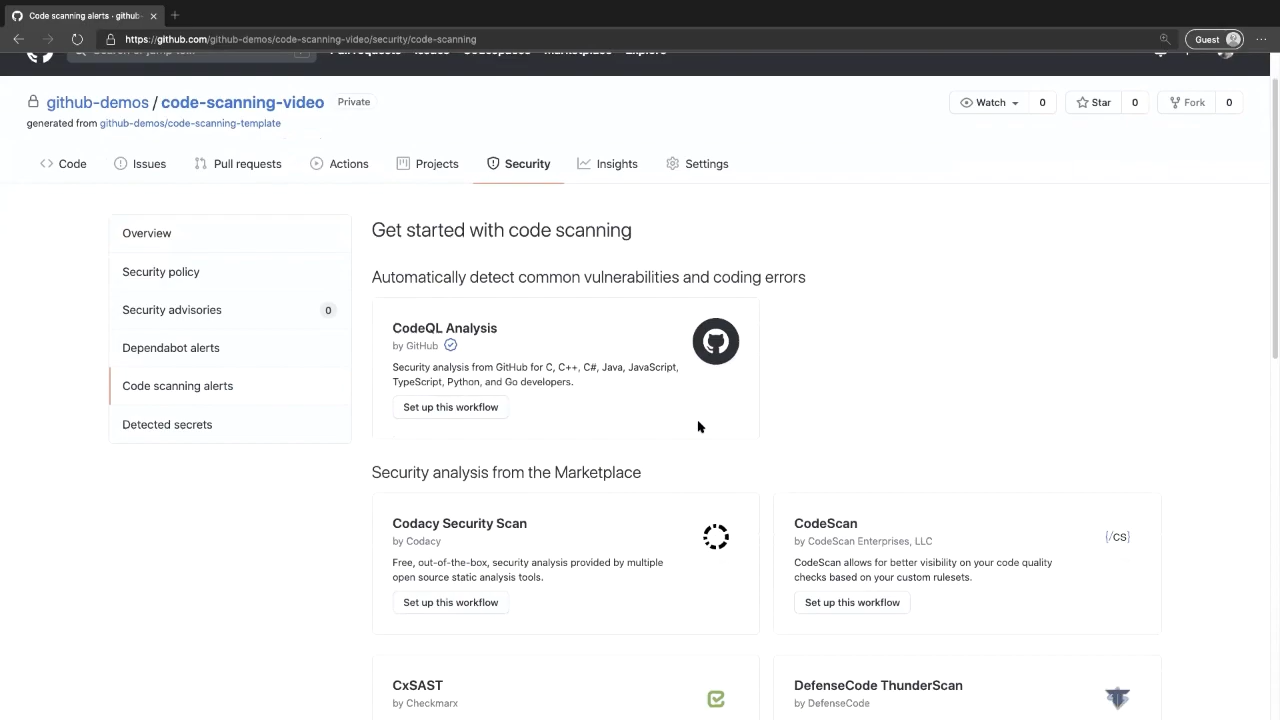 Code scanning alerts · github-
https://github.com/github-demos/code-scanning-video/security/code-scanning
Guest
github-demos / code-scanning-video
Private
Watch
0
Star
0
Fork
0
generated from github-demos/code-scanning-template
Code
Issues
Pull requests
Actions
Projects
Security
Insights
Settings
Overview
Security policy
Security advisories
0
Dependabot alerts
Code scanning alerts
Detected secrets
Get started with code scanning
Automatically detect common vulnerabilities and coding errors
CodeQL Analysis
by GitHub
Security analysis from GitHub for C, C++, C#, Java, JavaScript,
TypeScript, Python, and Go developers.
Set up this workflow
Security analysis from the Marketplace
Codacy Security Scan
by Codacy
Free, out-of-the-box, security analysis provided by multiple
open source static analysis tools.
Set up this workflow
CodeScan
by CodeScan Enterprises, LLC
{/cs}
CodeScan allows for better visibility on your code quality
checks based on your custom rulesets.
Set up this workflow
CxSAST
by Checkmarx
DefenseCode ThunderScan
by DefenseCode